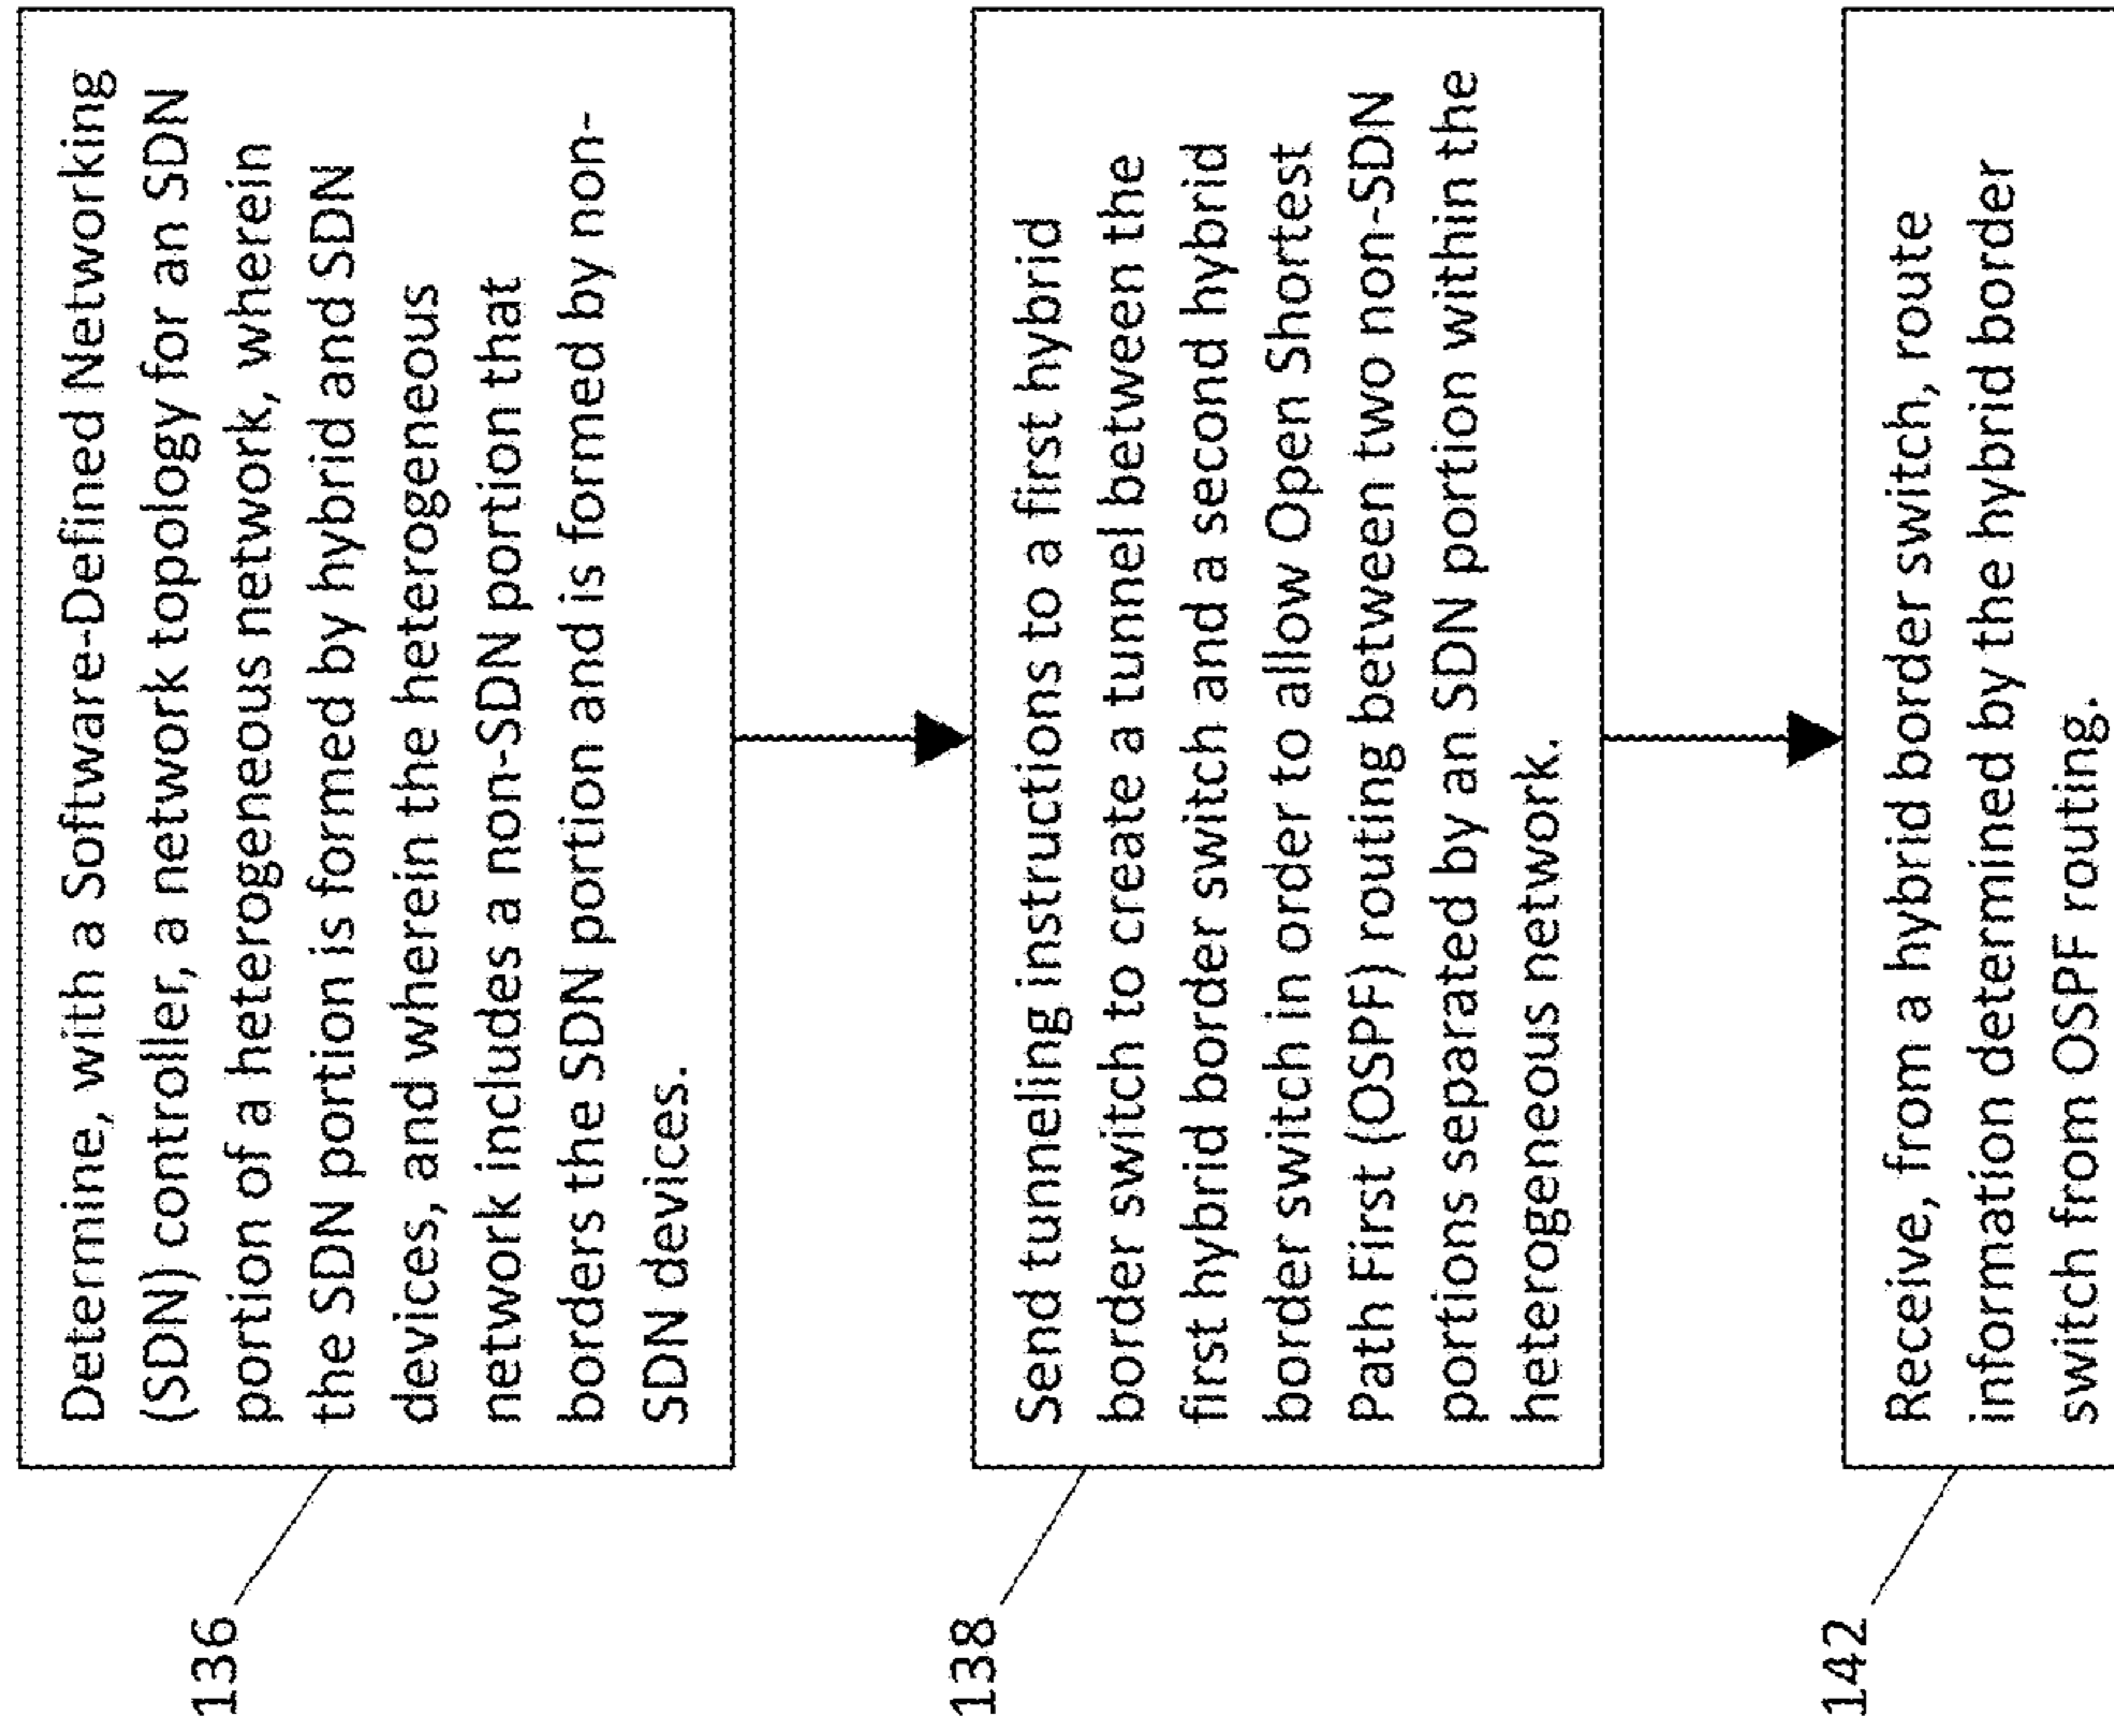 136
Determine, with a Software-Defined Networking
(SDN) controller, a network topology for an SDN
portion of a heterogeneous network, wherein
the SDN portion is formed by hybrid and SDN
devices, and wherein the heterogeneous
network includes a non-SDN portion that
borders the SDN portion and is formed by non-
SDN devices.
138
Send tunneling instructions to a first hybrid
border switch to create a tunnel between the
first hybrid border switch and a second hybrid
border switch in order to allow Open Shortest
Path First (OSPF) routing between two non-SDN
portions separated by an SDN portion within the
heterogeneous network.
142
Receive, from a hybrid border switch, route
information determined by the hybrid border
switch from OSPF routing.